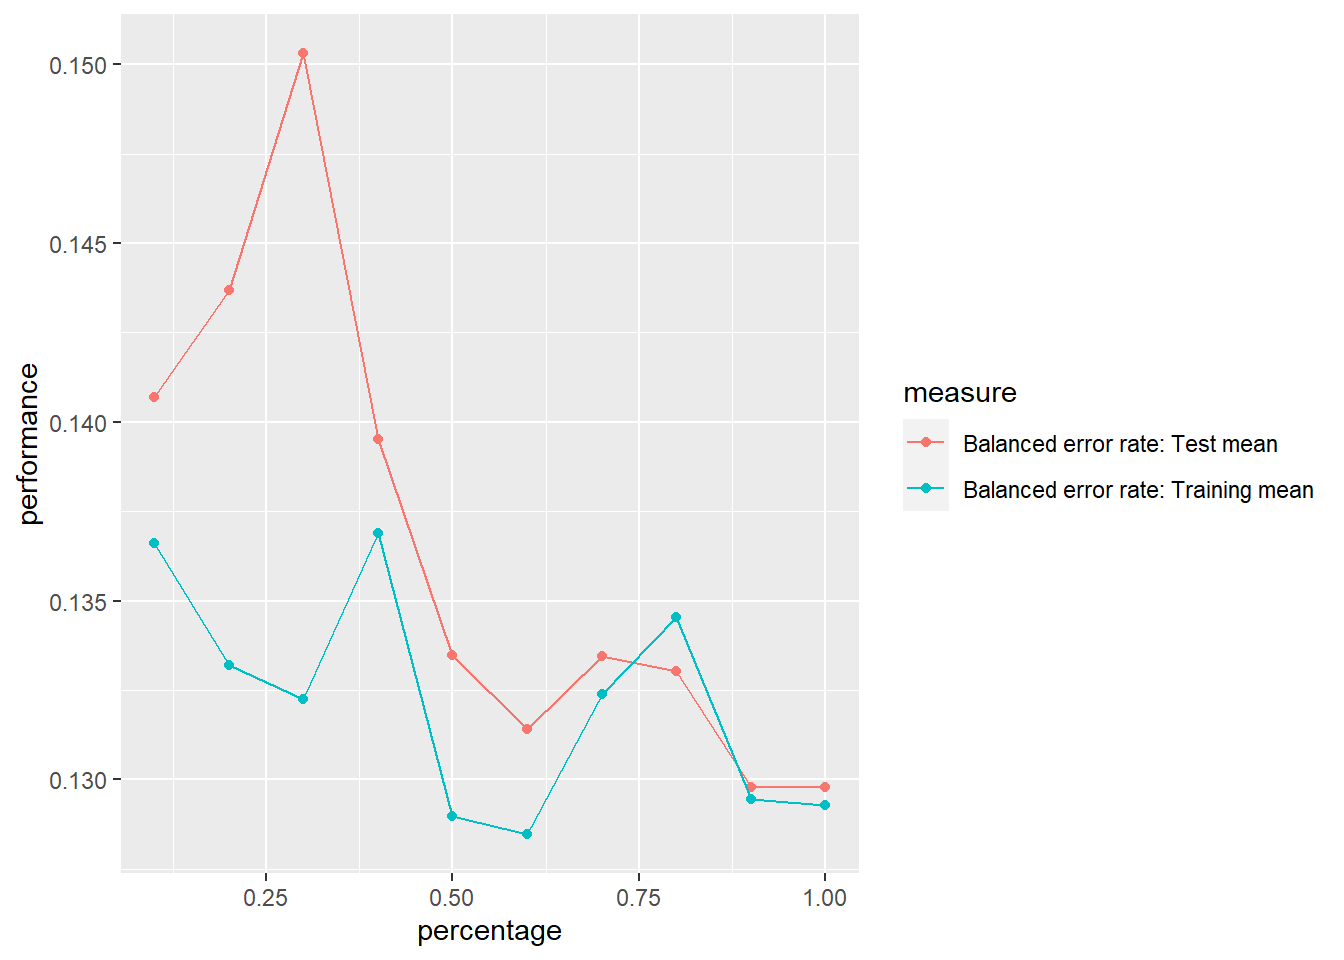 0.150
0.145
0.140
0.135
0.130
performance
0.25
0.50
0.75
1.00
percentage
measure
Balanced error rate: Test mean
Balanced error rate: Training mean